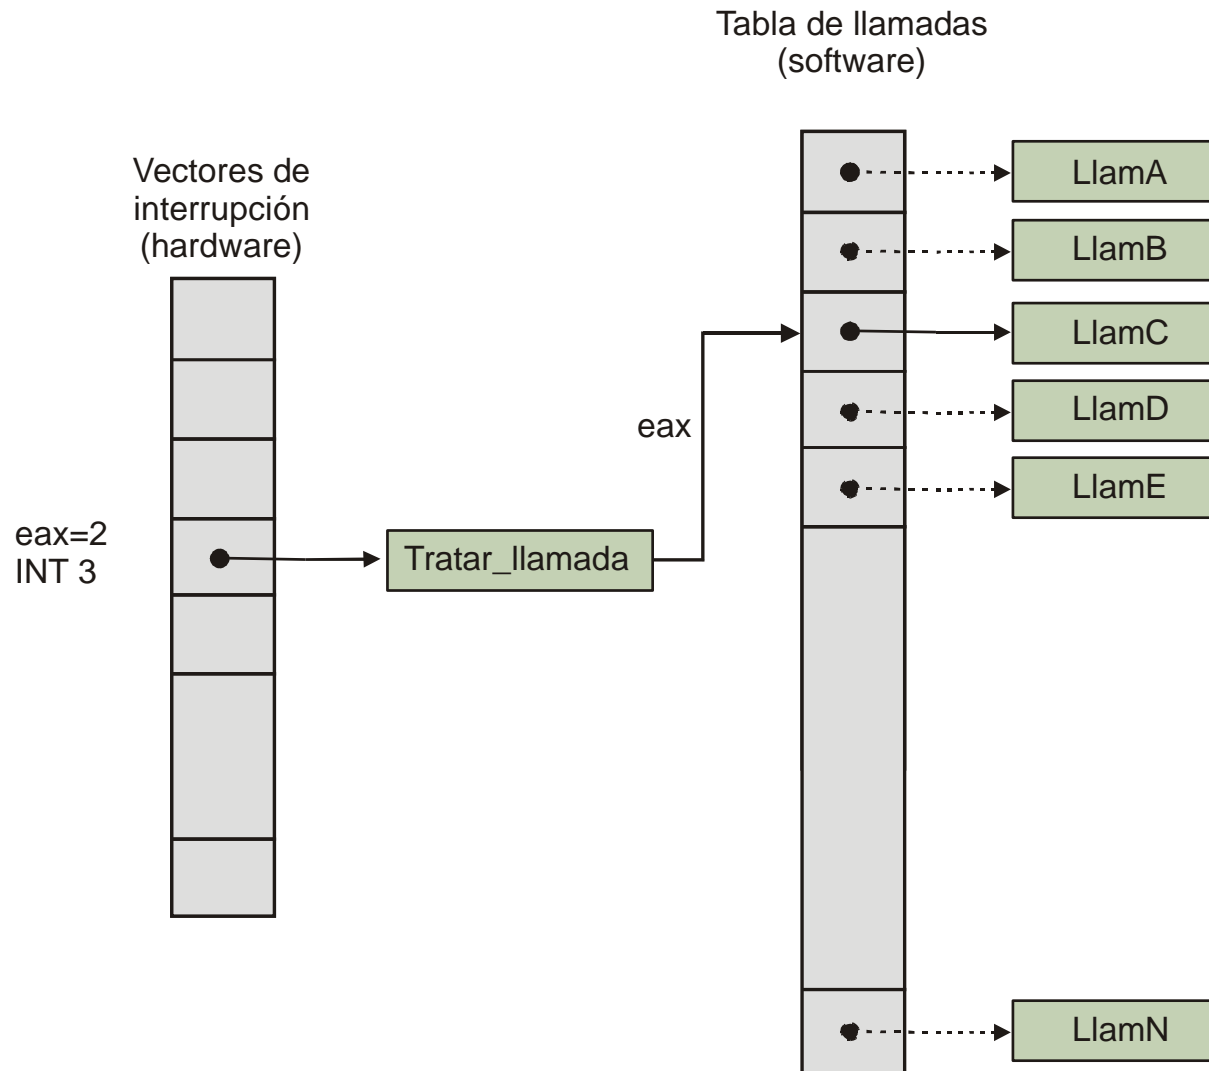 Tabla de llamadas
(software)
Vectores de
interrupción
(hardware)
LlamA
LlamB
LlamC
LlamD
LlamE
eax
eax=2
INT 3
Tratar_llamada
LlamN